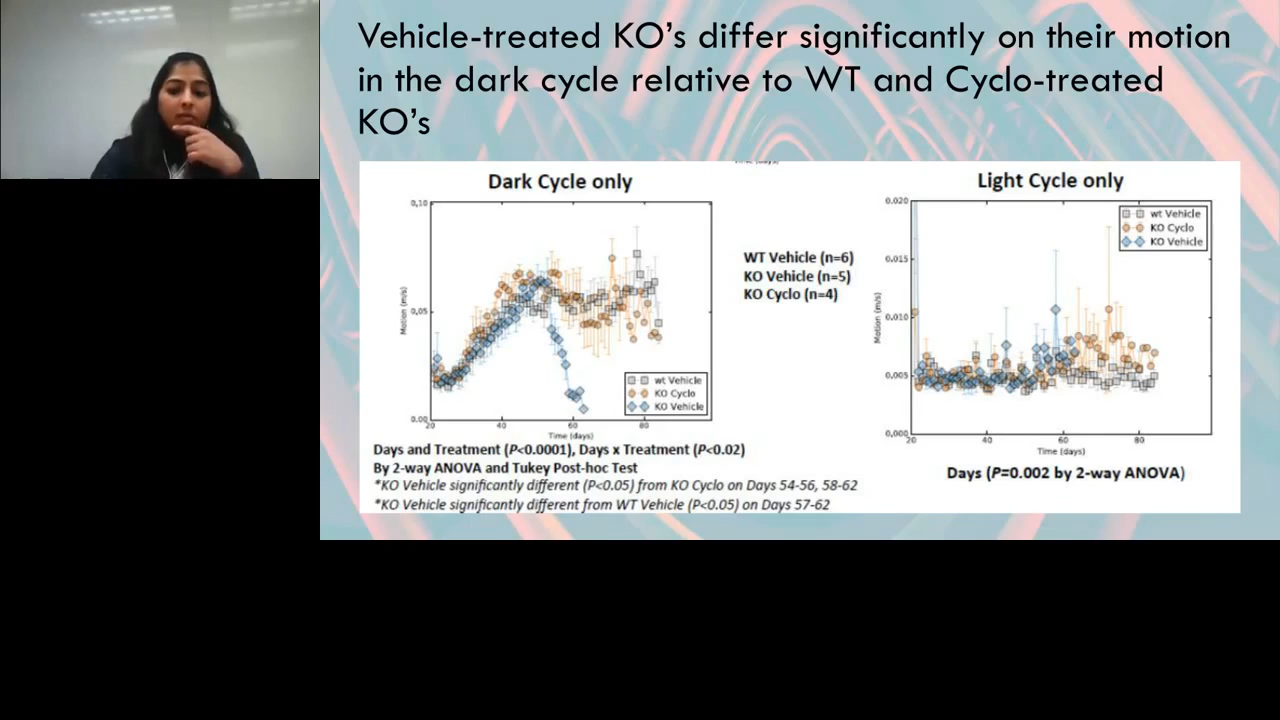 Vehicle-treated KO's differ significantly on their motion
in the dark cycle relative to WT and Cyclo-treated
KO's
Dark Cycle only
0,10
0,05
0,00
20
40
60
80
Motion (m/s)
Time (days)
wt Vehicle
KO Cyclo
KO Vehicle
WT Vehicle (n=6)
KO Vehicle (n=5)
KO Cyclo (n=4)
Light Cycle only
0,020
0,015
0,010
0,005
0,000
20
40
60
80
Motion (m/s)
Time (days)
wt Vehicle
KO Cyclo
KO Vehicle
Days and Treatment (P<0.0001), Days x Treatment (P<0.02)
By 2-way ANOVA and Tukey Post-hoc Test
*KO Vehicle significantly different (P<0.05) from KO Cyclo on Days 54-56, 58-62
*KO Vehicle significantly different from WT Vehicle (P<0.05) on Days 57-62
Days (P=0.002 by 2-way ANOVA)